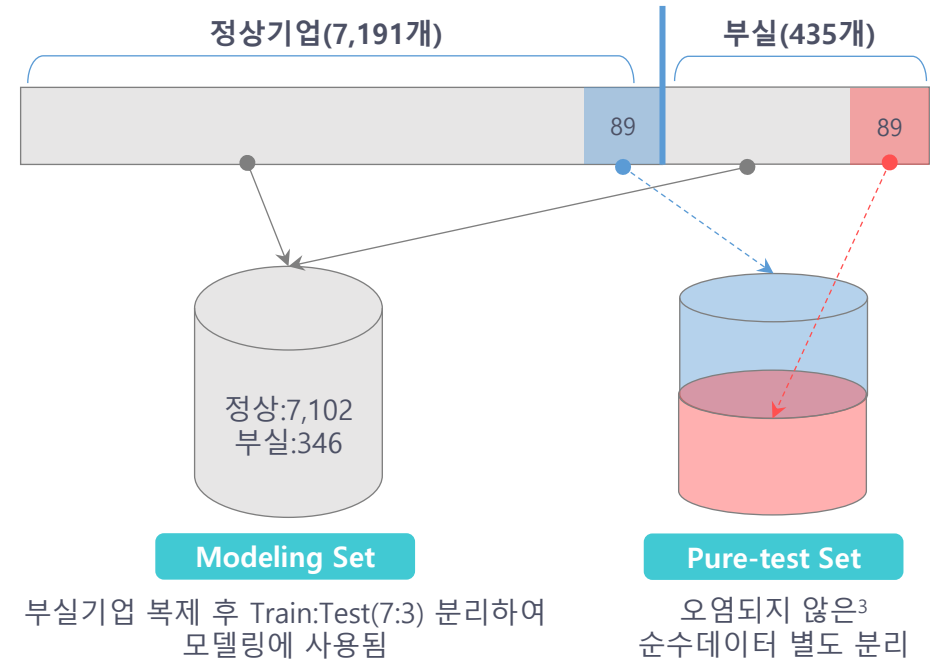 정상기업(7,191개)
부실(435개)
89
89
정상:7,102
부실:346
Modeling Set
Pure-test Set
부실기업 복제 후 Train:Test(7:3) 분리하여
모델링에 사용됨
오염되지 않은3
순수데이터 별도 분리